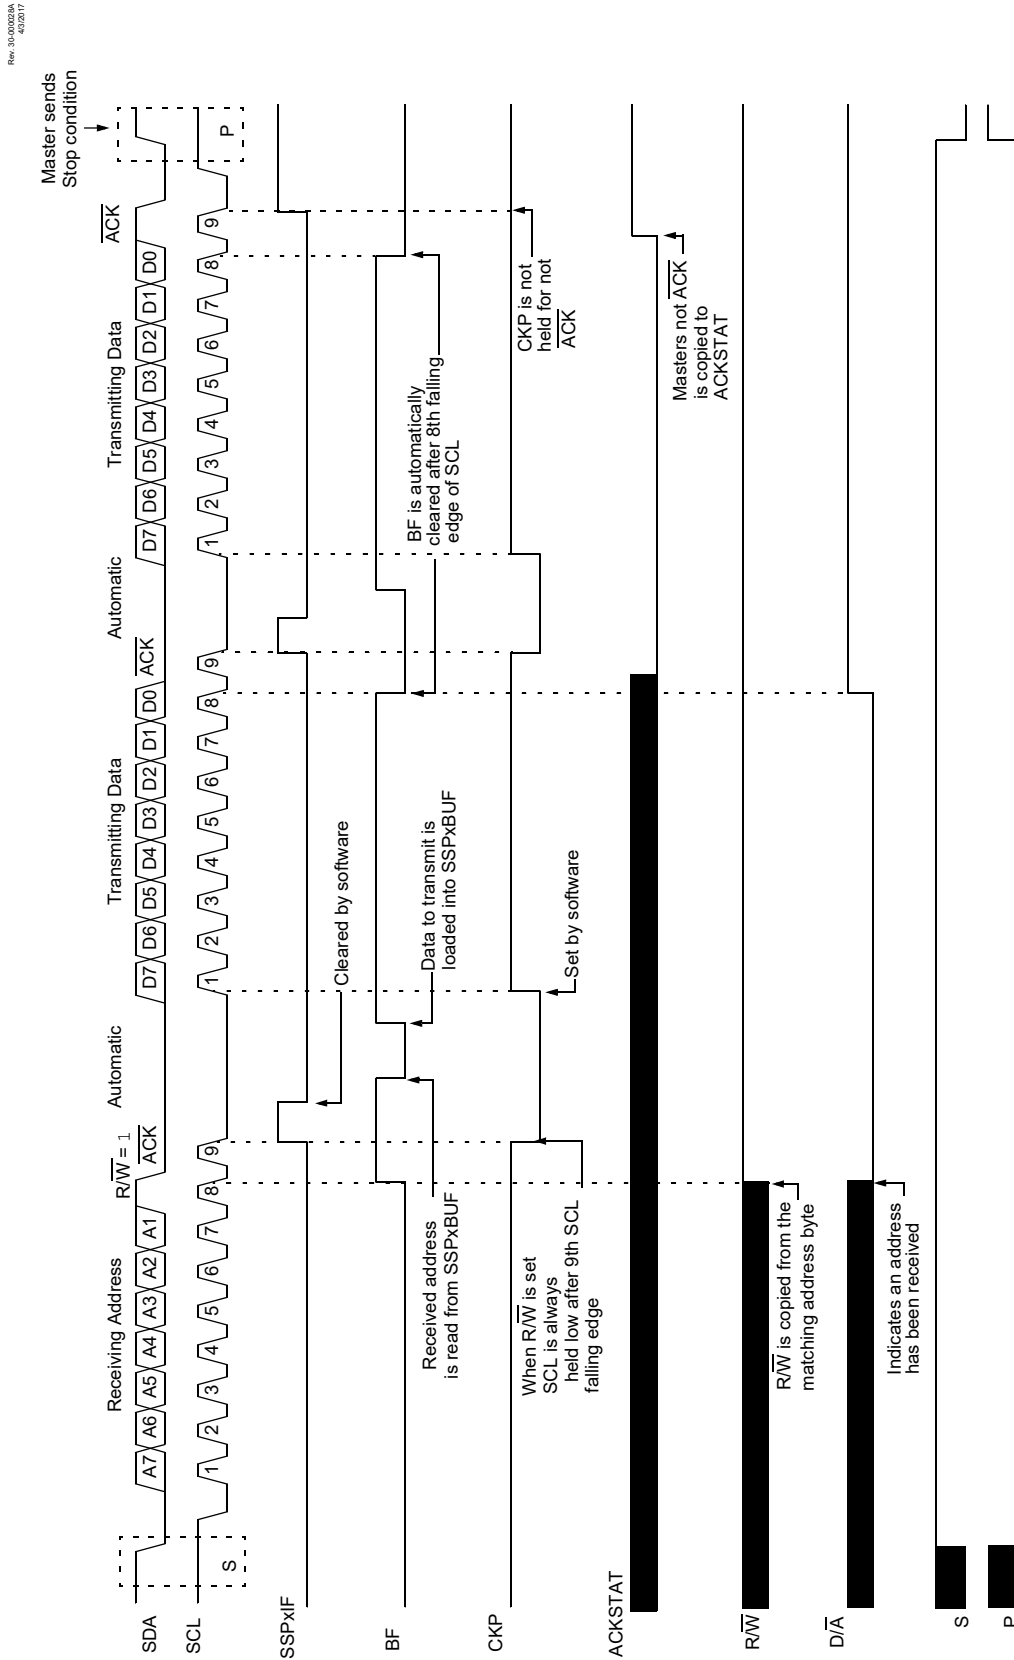 Rev. 30-000028A
4/3/2017
Master sends
Stop condition
Receiving Address
R/W = 1
Automatic
Transmitting Data
Automatic
Transmitting Data
ACK
ACK
ACK
SDA
A7 A6 A5 A4 A3 A2 A1
D7 D6 D5 D4 D3 D2 D1 D0
D7 D6 D5 D4 D3 D2 D1 D0
SCL
S
1 2 3 4 5 6 7 8 9
1 2 3 4 5 6 7 8 9
1 2 3 4 5 6 7 8 9
P
SSPxIF
Cleared by software
BF
Received address
is read from SSPxBUF
Data to transmit is
loaded into SSPxBUF
BF is automatically
cleared after 8th falling
edge of SCL
CKP
When R/W is set
SCL is always
held low after 9th SCL
falling edge
Set by software
CKP is not
held for not
ACK
ACKSTAT
Masters not ACK
is copied to
ACKSTAT
R/W
R/W is copied from the
matching address byte
D/A
Indicates an address
has been received
S
P